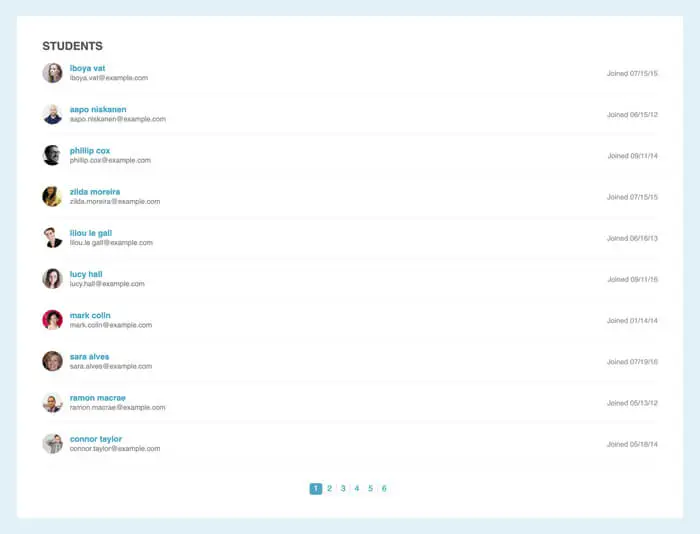 STUDENTS
iboya vat
iboya.vat@example.com
Joined 07/15/15
aapo niskanen
aapo.niskanen@example.com
Joined 06/15/12
phillip cox
phillip.cox@example.com
Joined 09/11/14
zilda moreira
zilda.moreira@example.com
Joined 07/15/15
lilou le gall
lilou.le gall@example.com
Joined 06/16/13
lucy hall
lucy.hall@example.com
Joined 09/11/16
mark colin
mark.colin@example.com
Joined 01/14/14
sara alves
sara.alves@example.com
Joined 07/19/16
ramon macrae
ramon.macrae@example.com
Joined 05/13/12
connor taylor
connor.taylor@example.com
Joined 05/18/14
1 2 3 4 5 6